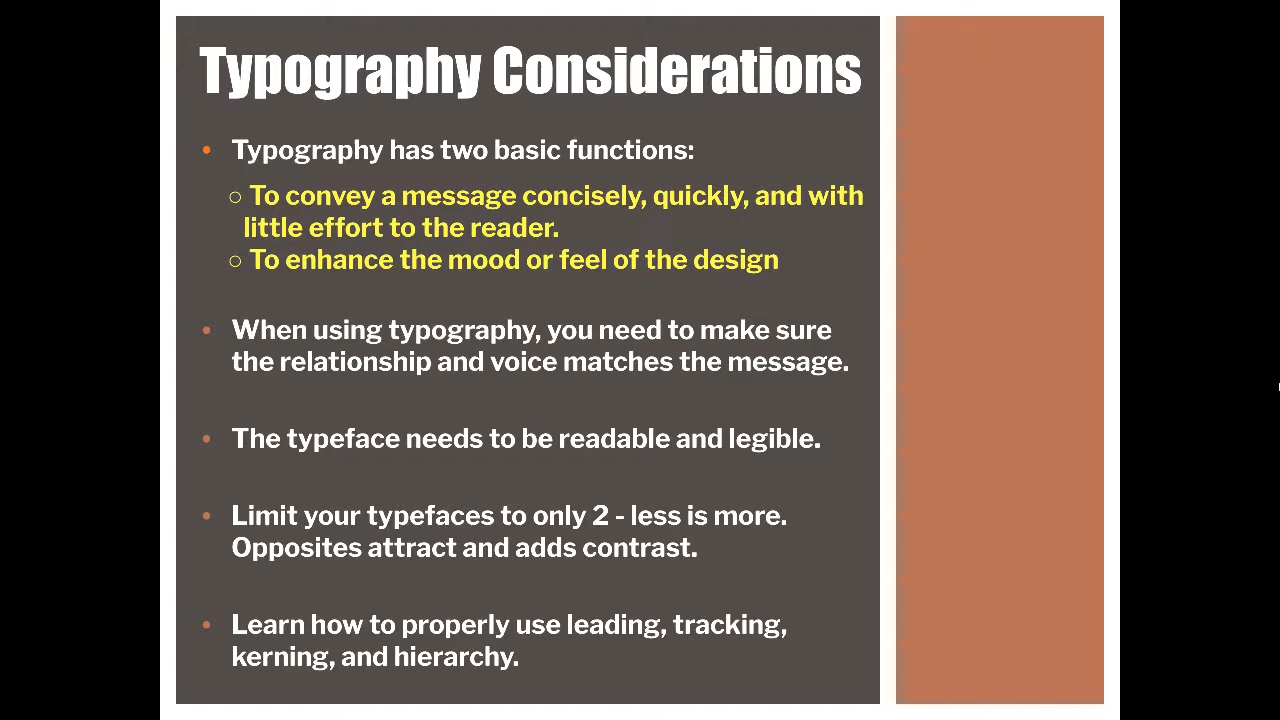 Typography Considerations
• Typography has two basic functions:
○ To convey a message concisely, quickly, and with
little effort to the reader.
○ To enhance the mood or feel of the design
• When using typography, you need to make sure
the relationship and voice matches the message.
• The typeface needs to be readable and legible.
• Limit your typefaces to only 2 - less is more.
Opposites attract and adds contrast.
• Learn how to properly use leading, tracking,
kerning, and hierarchy.